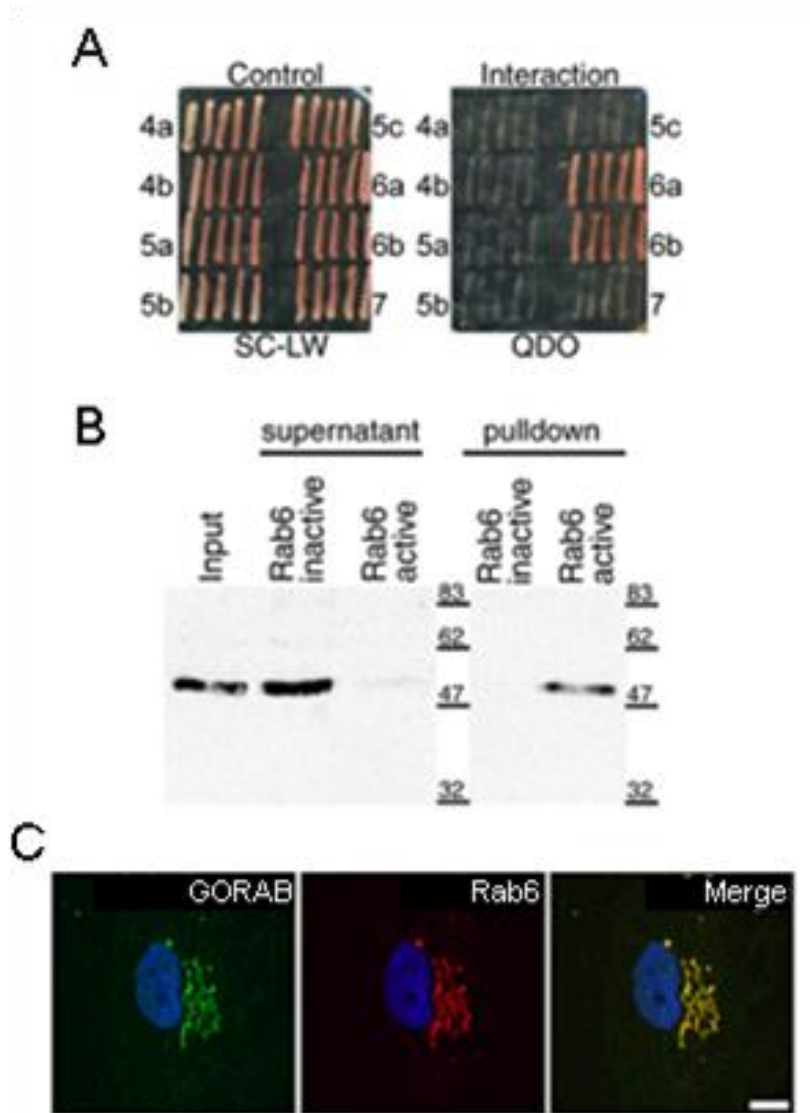 A
Control Interaction
4a 5c 4a 5c
4b 6a 4b 6a
5a 6b 5a 6b
5b 7 5b 7
SC-LW QDO
B
supernatant pulldown
Input
Rab6 inactive
Rab6 active
Rab6 inactive
Rab6 active
83 83
62 62
47 47
32 32
C
GORAB Rab6 Merge